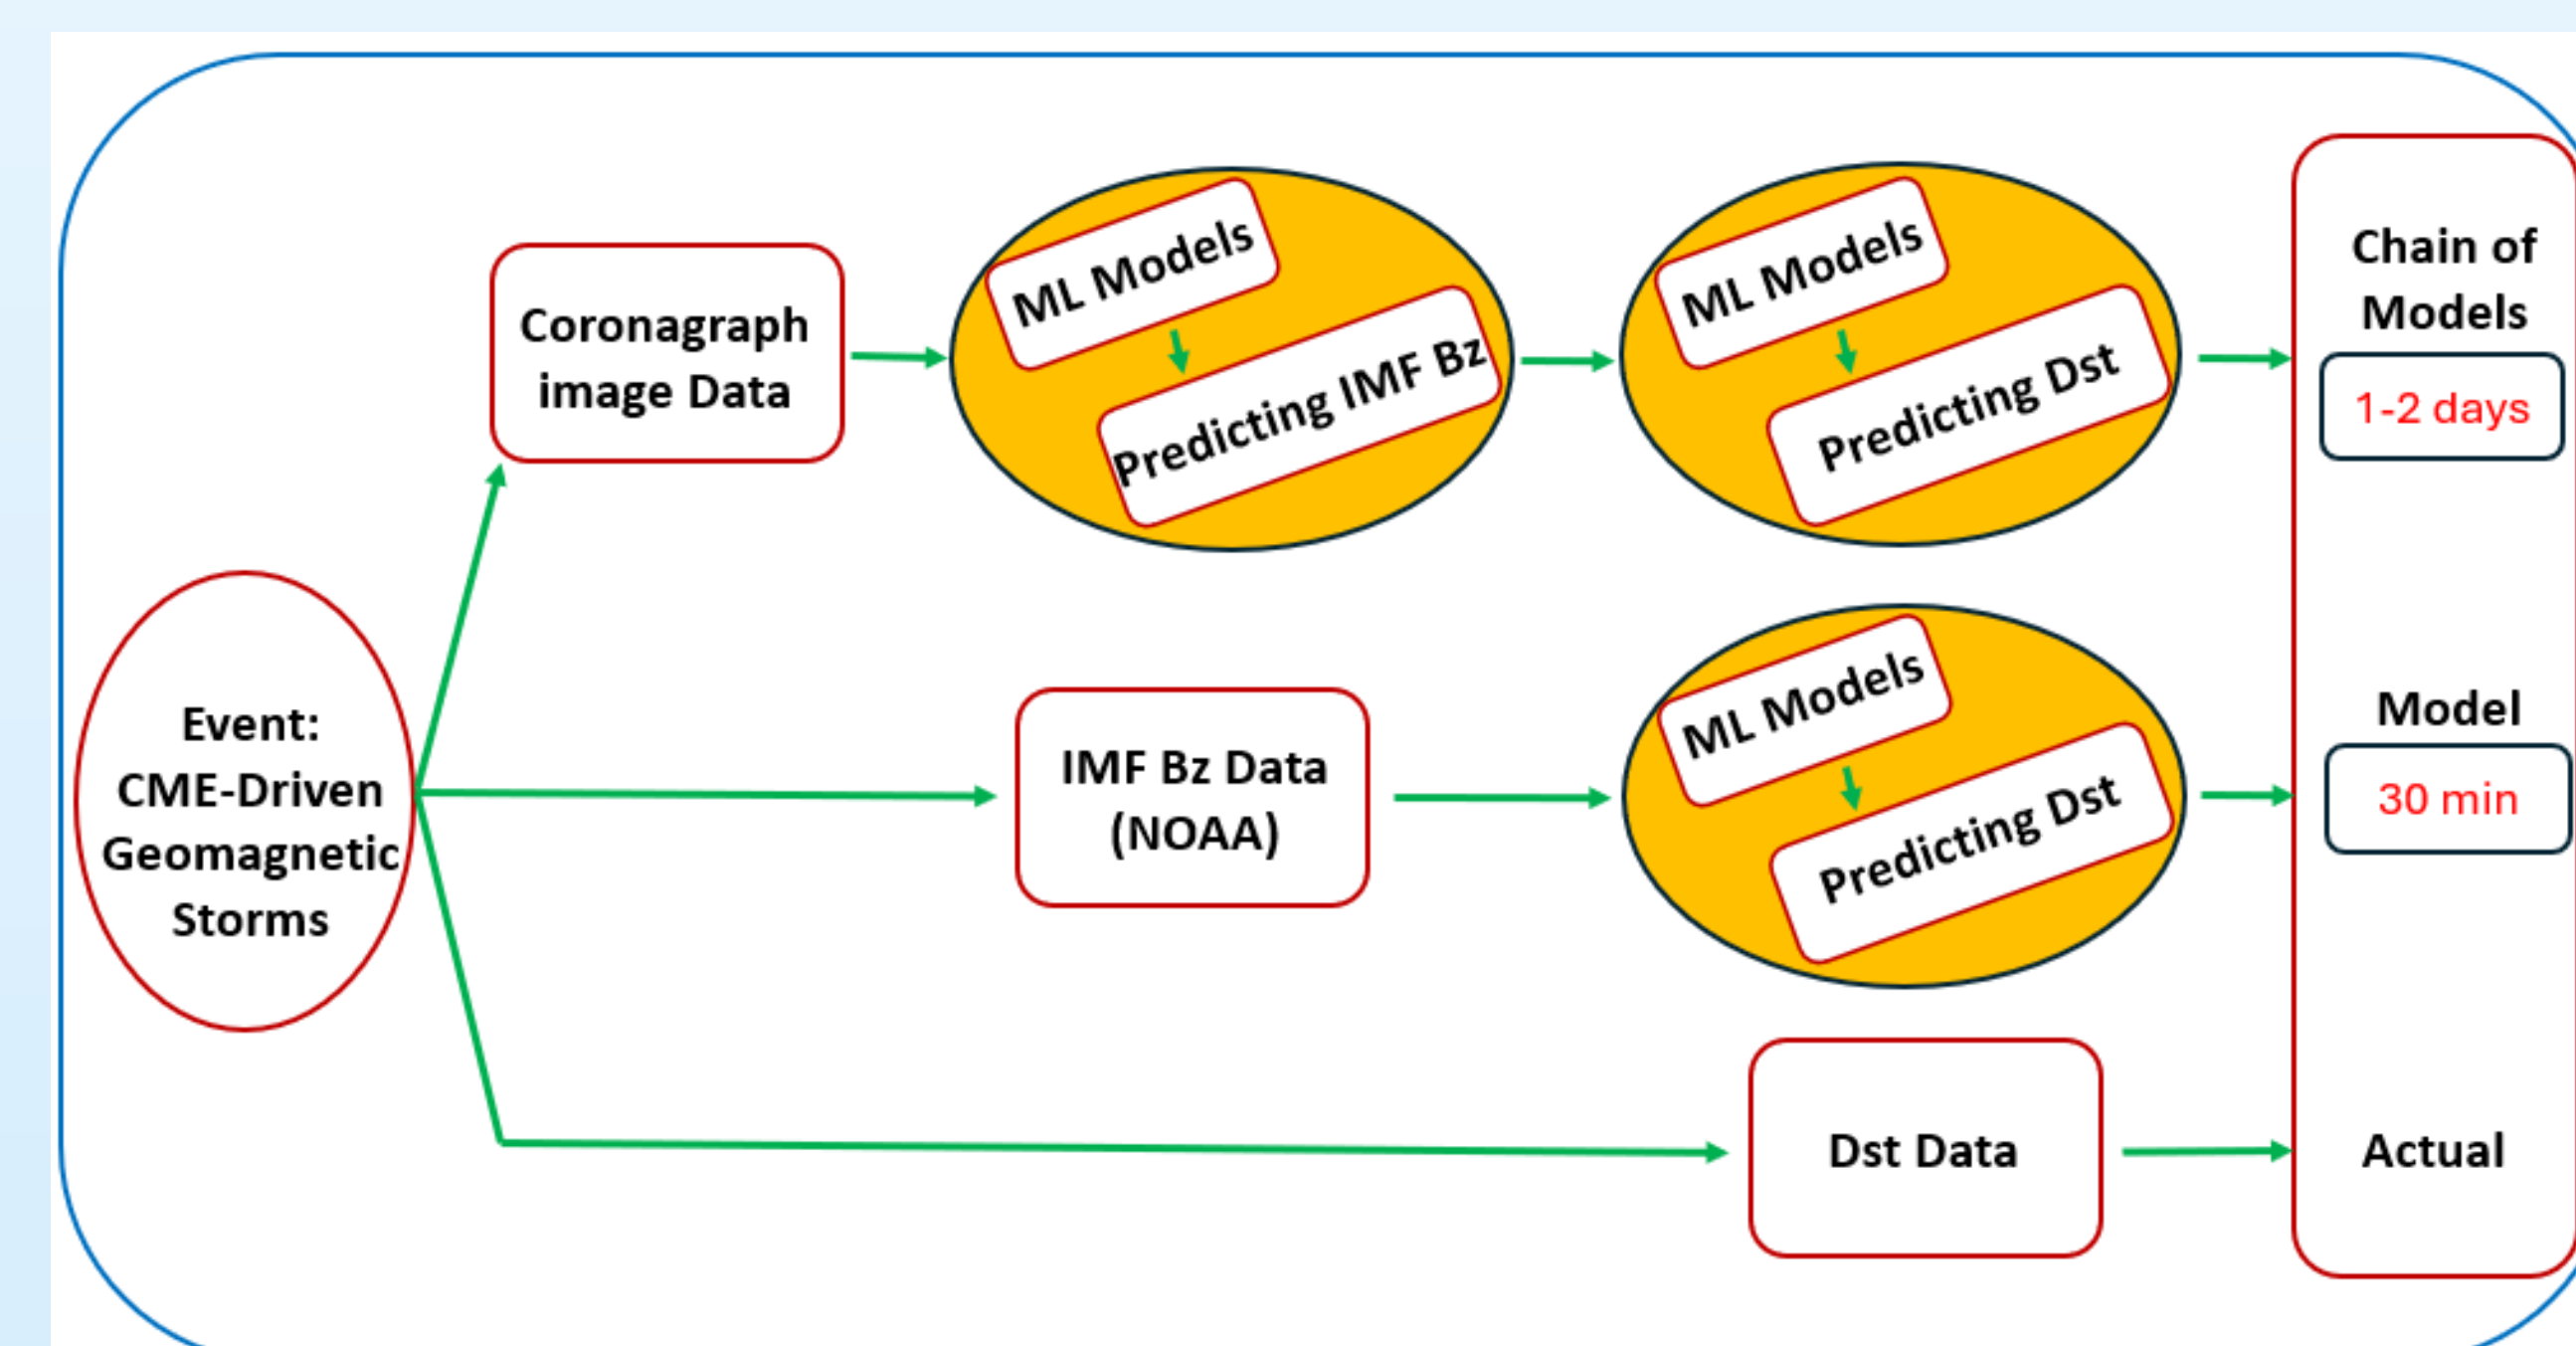 Event:
CME-Driven
Geomagnetic
Storms
Coronagraph
image Data
ML Models
Predicting IMF Bz
ML Models
Predicting Dst
IMF Bz Data
(NOAA)
ML Models
Predicting Dst
Dst Data
Chain of
Models
1-2 days
Model
30 min
Actual